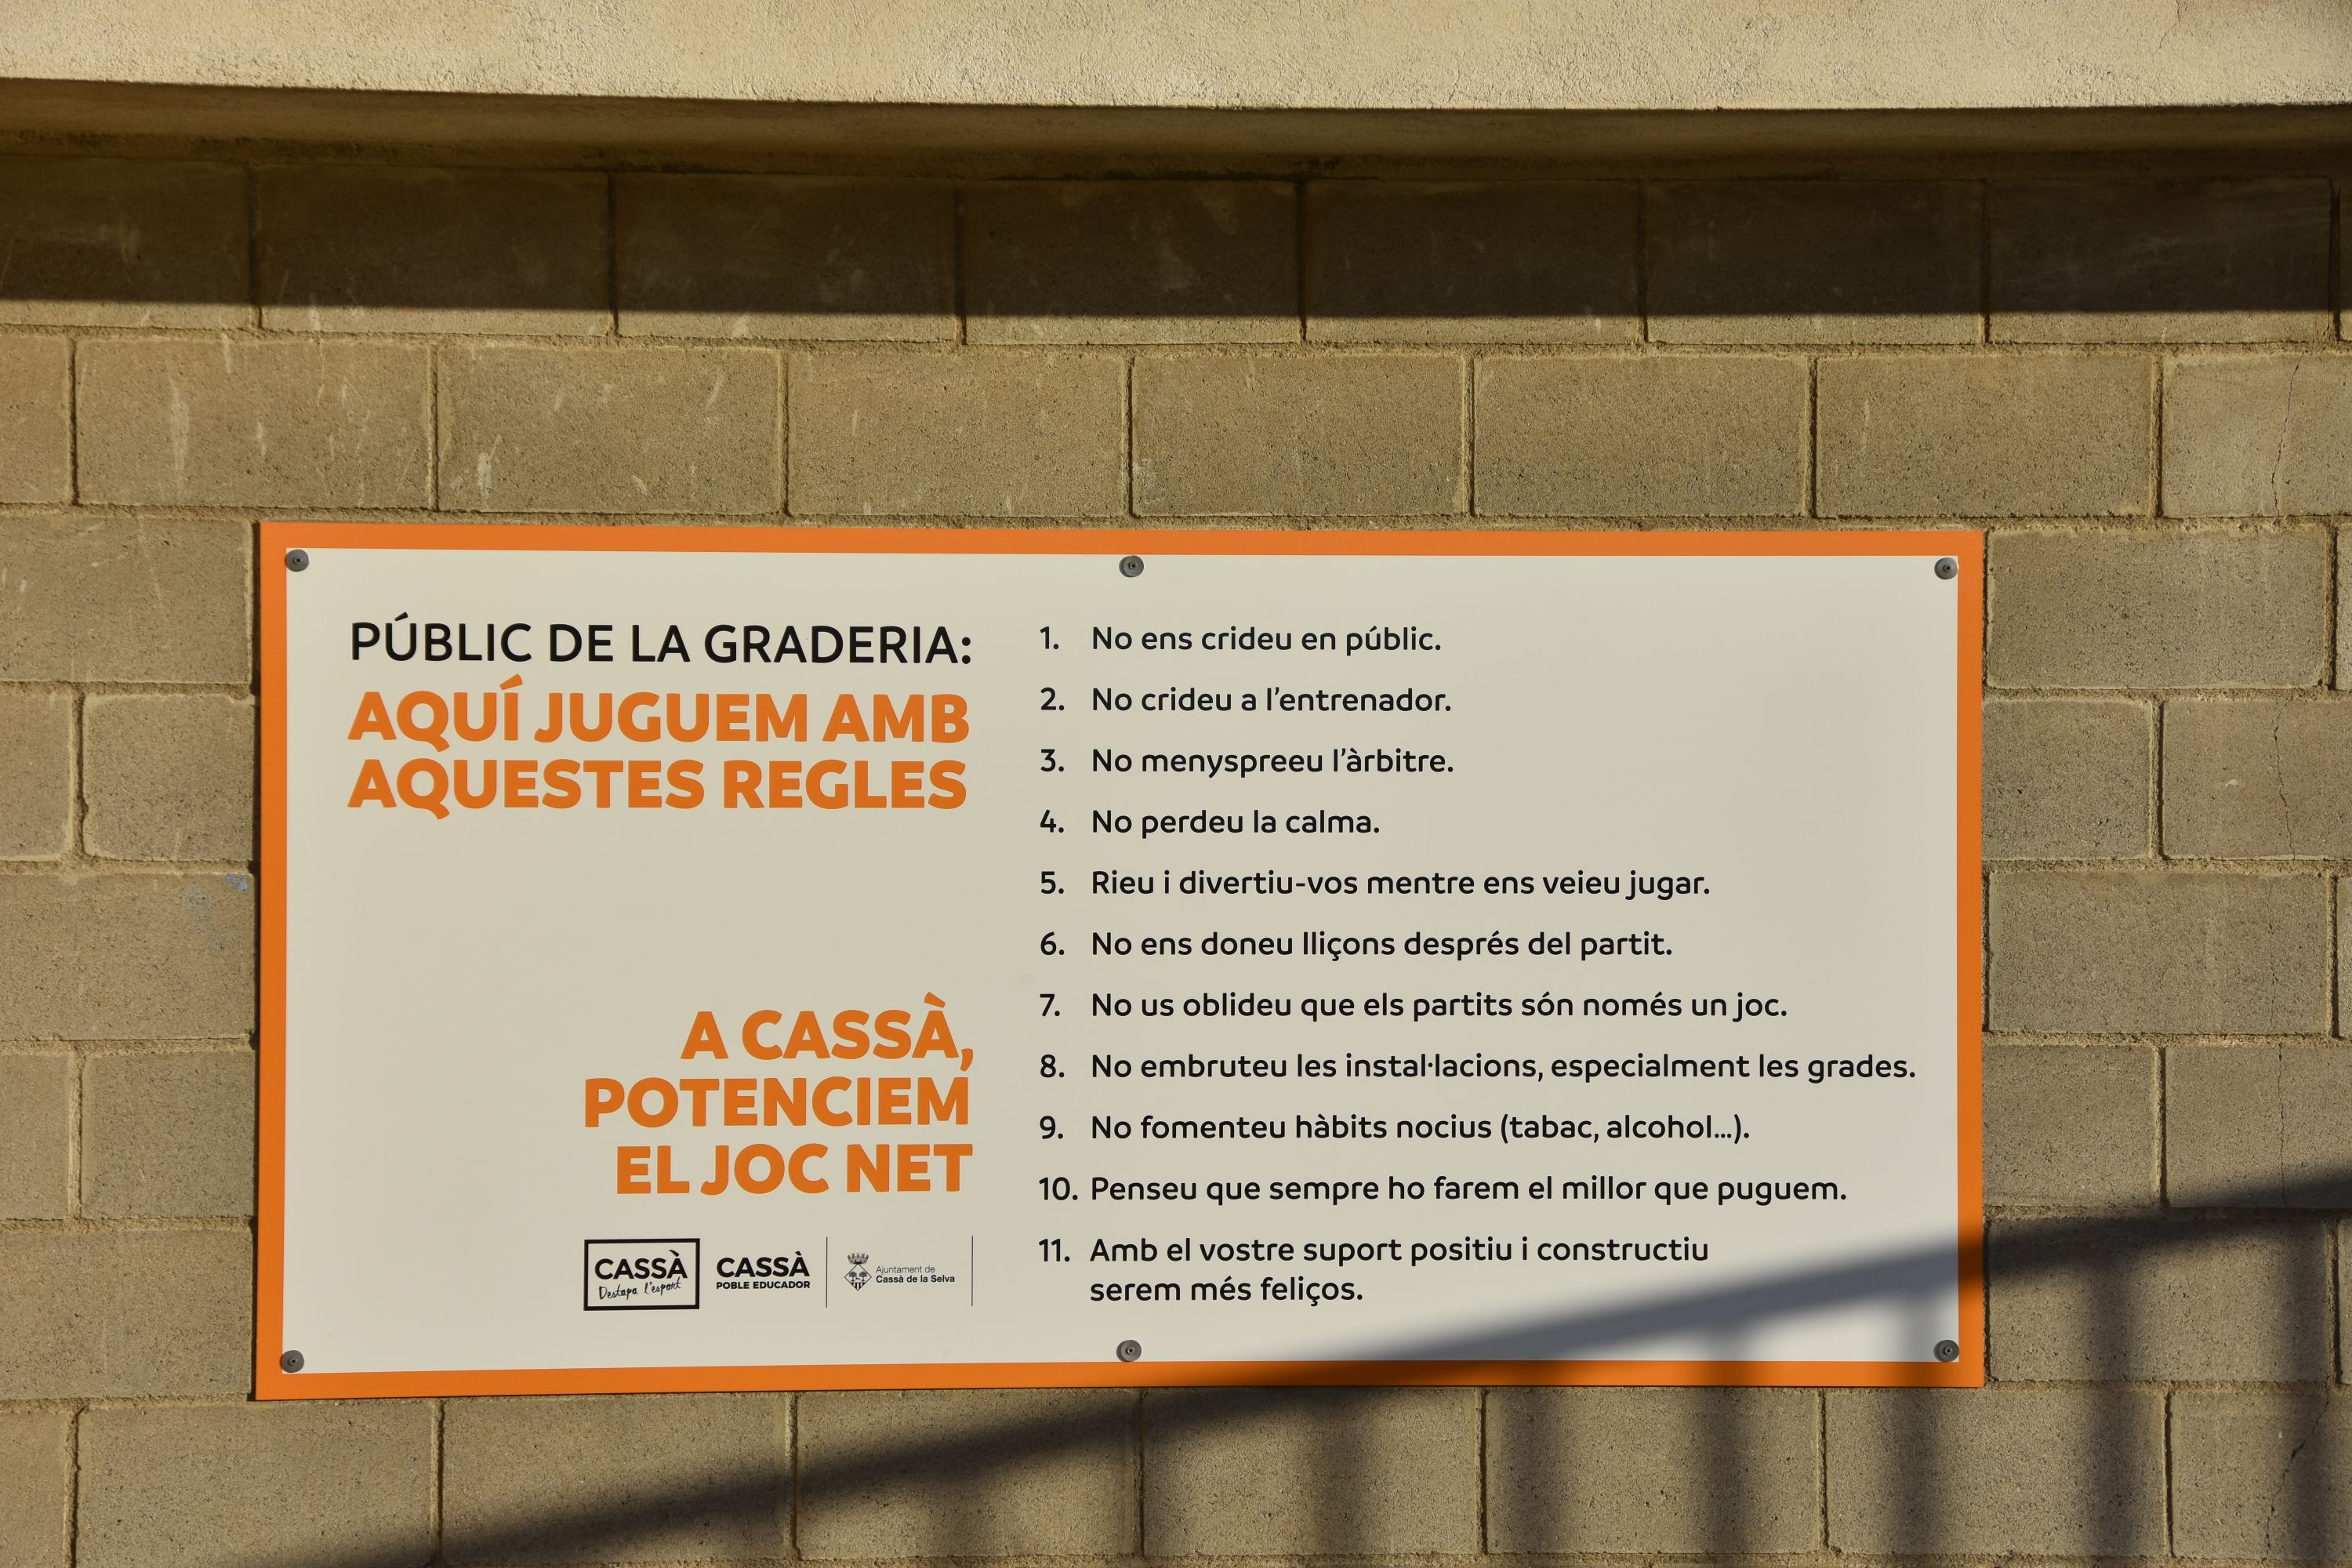 PÚBLIC DE LA GRADERIA:
AQUÍ JUGUEM AMB
AQUESTES REGLES
A CASSÀ,
POTENCIEM
EL JOC NET
CASSÀ
Destapa l'esport
CASSÀ
POBLE EDUCADOR
Ajuntament de
Cassà de la Selva
1. No ens crideu en públic.
2. No crideu a l'entrenador.
3. No menyspreeu l'àrbitre.
4. No perdeu la calma.
5. Rieu i divertiu-vos mentre ens veieu jugar.
6. No ens doneu lliçons després del partit.
7. No us oblideu que els partits són només un joc.
8. No embruteu les instal·lacions, especialment les grades.
9. No fomenteu hàbits nocius (tabac, alcohol...).
10. Penseu que sempre ho farem el millor que puguem.
11. Amb el vostre suport positiu i constructiu
serem més feliços.